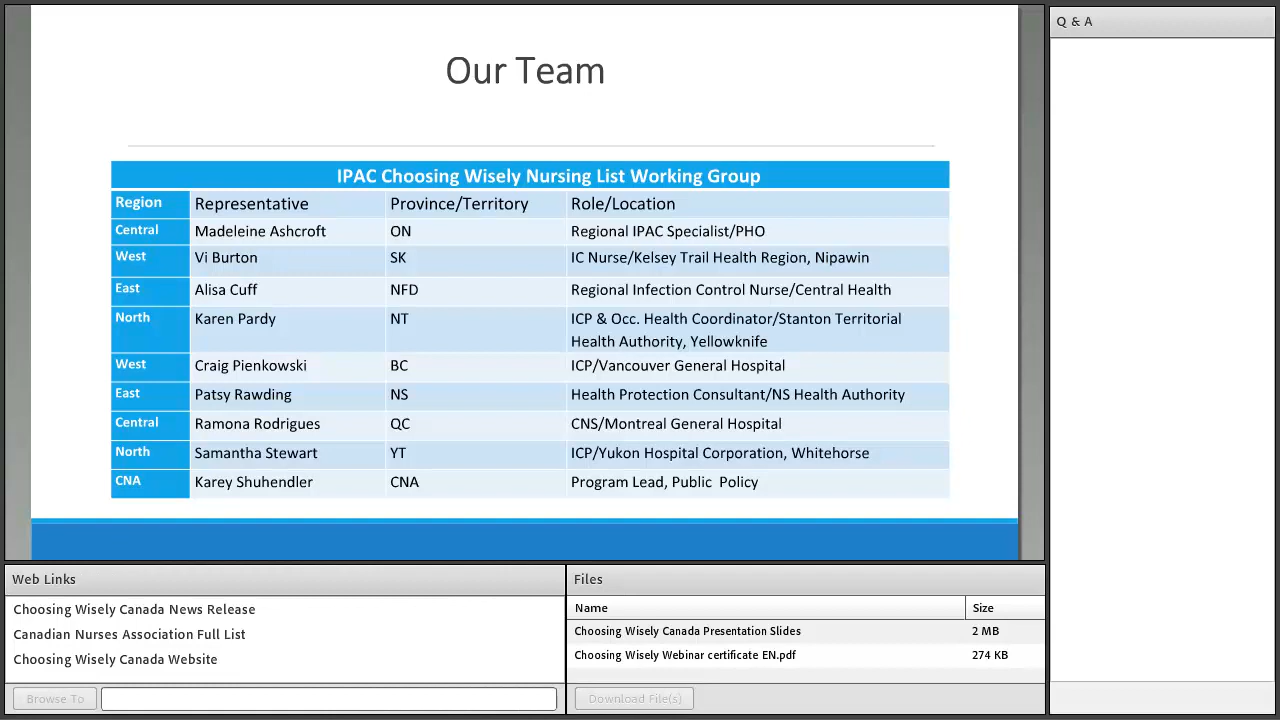 Our Team
IPAC Choosing Wisely Nursing List Working Group
Region Representative Province/Territory Role/Location
Central Madeleine Ashcroft ON Regional IPAC Specialist/PHO
West Vi Burton SK IC Nurse/Kelsey Trail Health Region, Nipawin
East Alisa Cuff NFD Regional Infection Control Nurse/Central Health
North Karen Pardy NT ICP & Occ. Health Coordinator/Stanton Territorial
Health Authority, Yellowknife
West Craig Pienkowski BC ICP/Vancouver General Hospital
East Patsy Rawding NS Health Protection Consultant/NS Health Authority
Central Ramona Rodrigues QC CNS/Montreal General Hospital
North Samantha Stewart YT ICP/Yukon Hospital Corporation, Whitehorse
CNA Karey Shuhendler CNA Program Lead, Public Policy
Q & A
Web Links
Choosing Wisely Canada News Release
Canadian Nurses Association Full List
Choosing Wisely Canada Website
Browse To
Files
Name Size
Choosing Wisely Canada Presentation Slides 2 MB
Choosing Wisely Webinar certificate EN.pdf 274 KB
Download File(s)